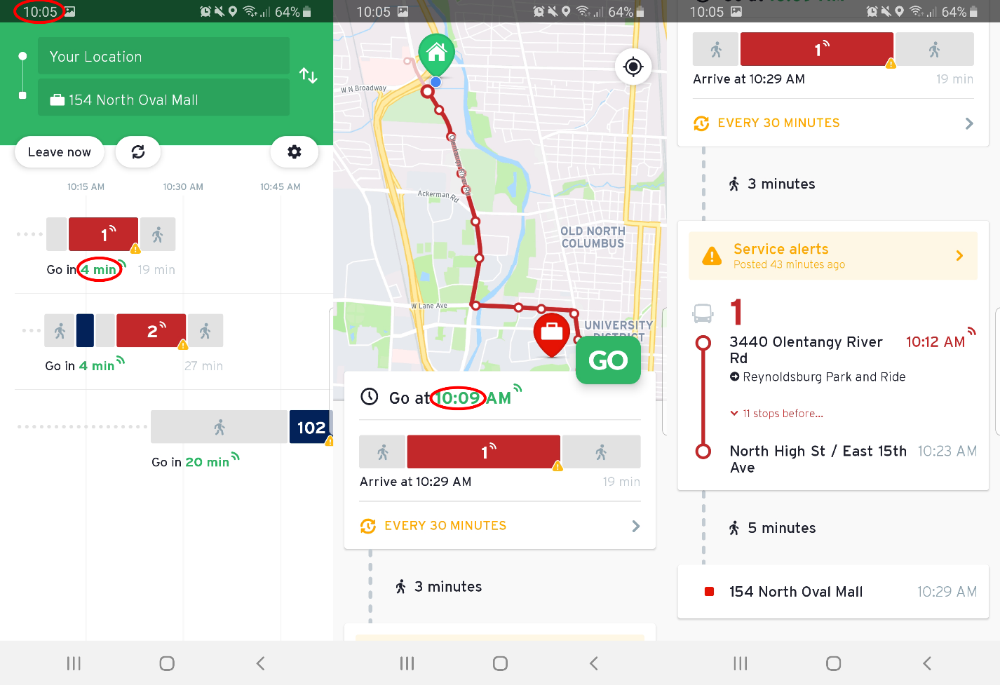 10:05
64%
Your Location
154 North Oval Mall
Leave now
10:15 AM
10:30 AM
10:45 AM
1
Go in 4 min
19 min
2
Go in 4 min
27 min
102
Go in 20 min
10:05
64%
W N Broadway
Olentangy River Rd
Ackerman Rd
OLD NORTH
COLUMBUS
W Lane Ave
UNIVERSITY
DISTRICT
GO
Go at 10:09 AM
1
Arrive at 10:29 AM
19 min
EVERY 30 MINUTES
3 minutes
10:05
64%
1
Arrive at 10:29 AM
19 min
EVERY 30 MINUTES
3 minutes
Service alerts
Posted 43 minutes ago
1
3440 Olentangy River
Rd
10:12 AM
Reynoldsburg Park and Ride
11 stops before...
North High St / East 15th
Ave
10:23 AM
5 minutes
154 North Oval Mall
10:29 AM